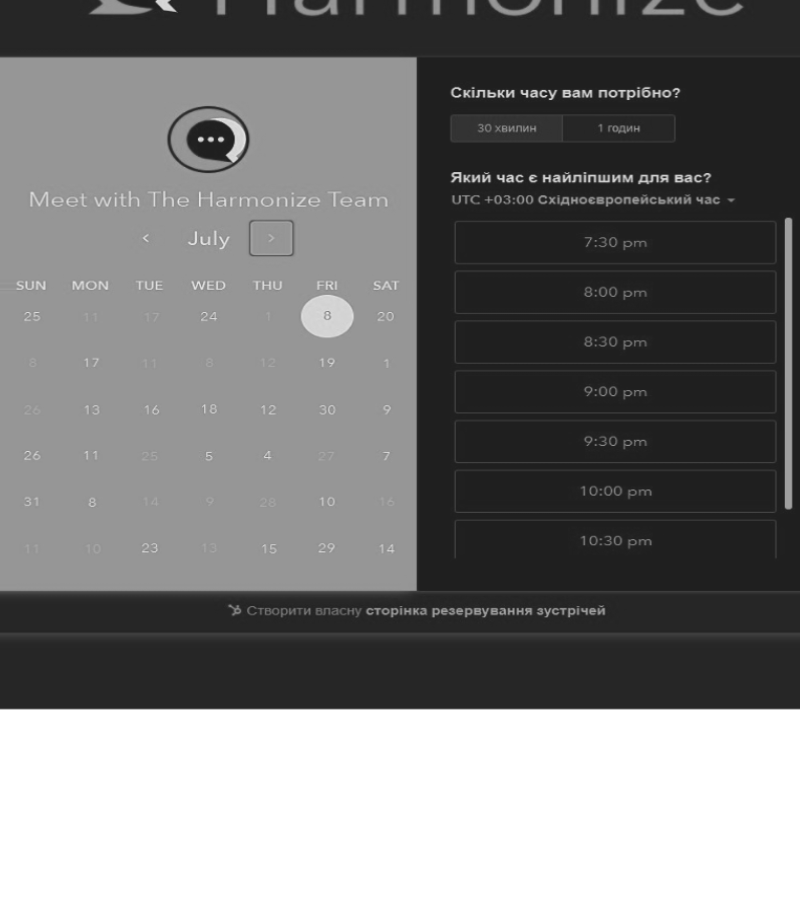 Harmonize
Meet with The Harmonize Team
July
SUN MON TUE WED THU FRI SAT
25 11 17 24 1 8 20
8 17 11 8 12 19 1
26 13 16 18 12 30 9
26 11 25 5 4 27 7
31 8 14 9 28 10 16
11 10 23 13 15 29 14
Скільки часу вам потрібно?
30 хвилин 1 годин
Який час є найліпшим для вас?
UTC +03:00 Східноєвропейський час
7:30 pm
8:00 pm
8:30 pm
9:00 pm
9:30 pm
10:00 pm
10:30 pm
Створити власну сторінка резервування зустрічей